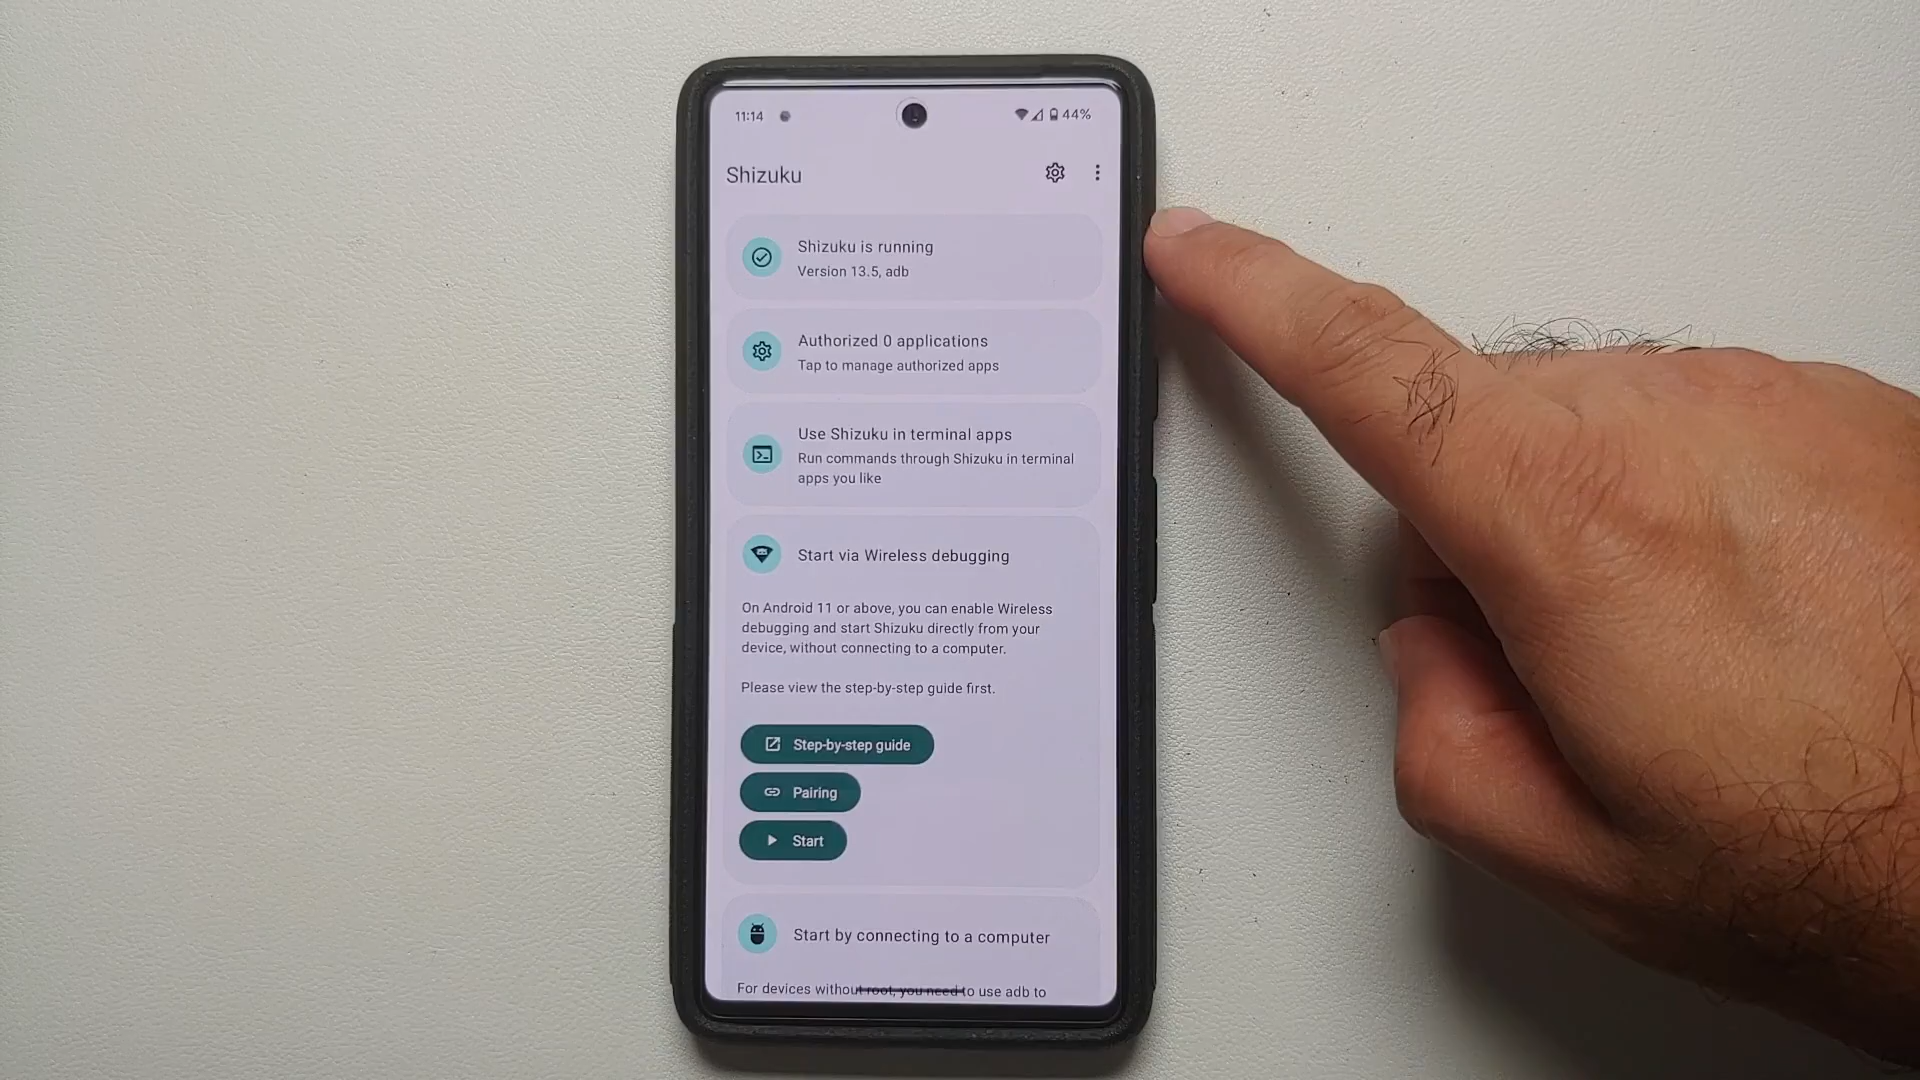 11:14
44%
Shizuku
Shizuku is running
Version 13.5, adb
Authorized 0 applications
Tap to manage authorized apps
Use Shizuku in terminal apps
Run commands through Shizuku in terminal
apps you like
Start via Wireless debugging
On Android 11 or above, you can enable Wireless
debugging and start Shizuku directly from your
device, without connecting to a computer.
Please view the step-by-step guide first.
Step-by-step guide
Pairing
Start
Start by connecting to a computer
For devices without root, you need to use adb to